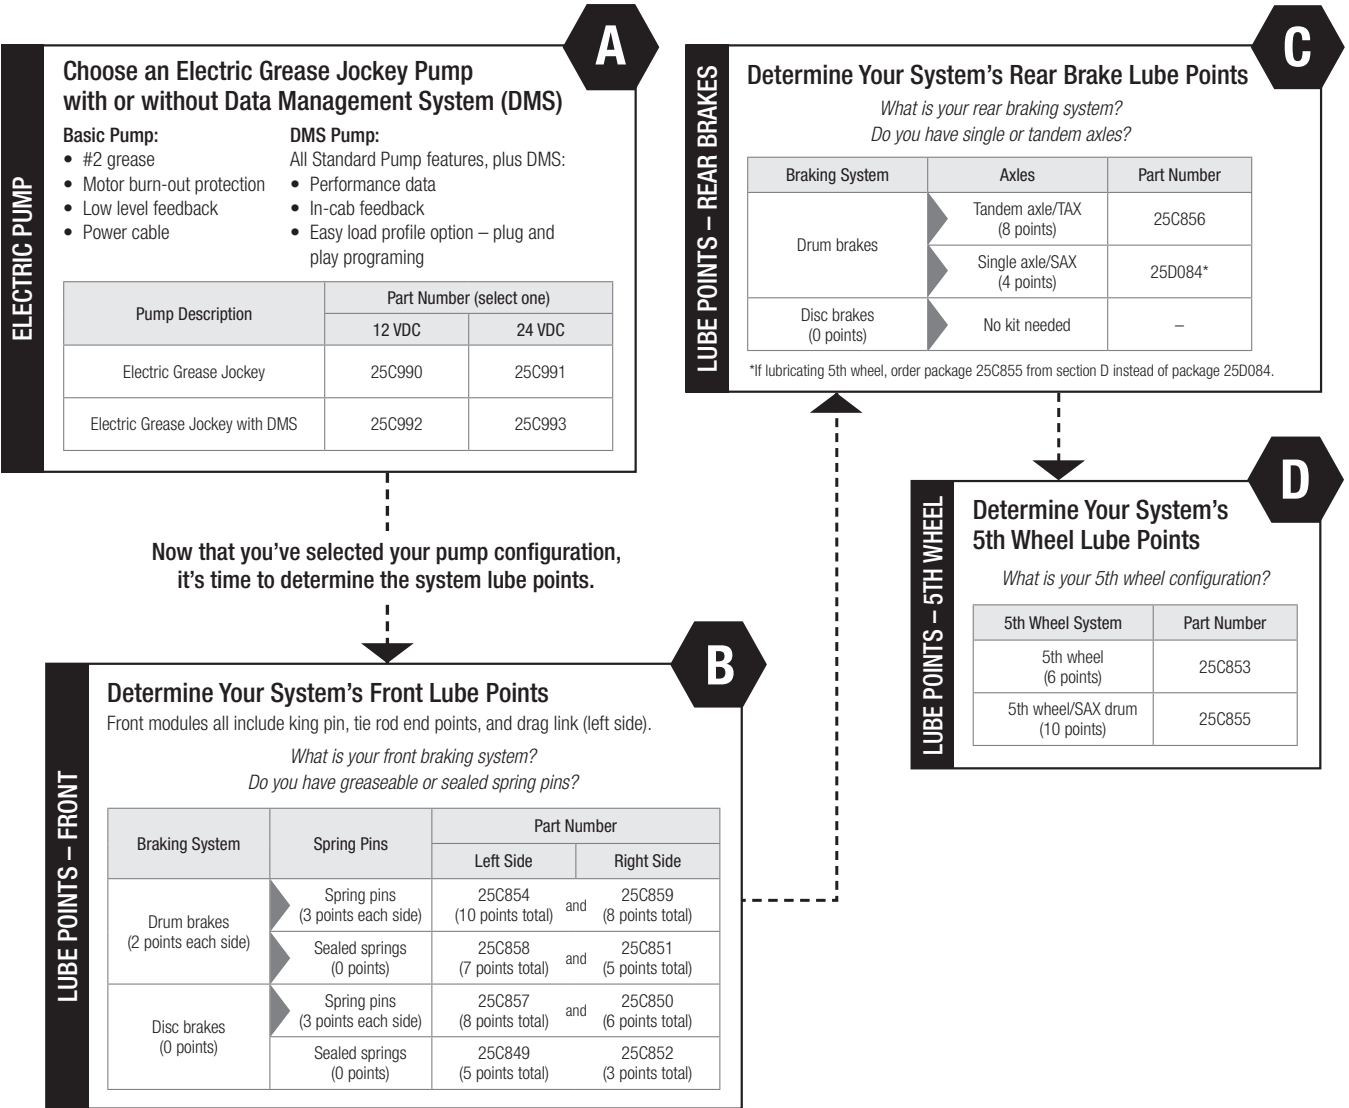 A
ELECTRIC PUMP
Choose an Electric Grease Jockey Pump
with or without Data Management System (DMS)
Basic Pump:
• #2 grease
• Motor burn-out protection
• Low level feedback
• Power cable
DMS Pump:
All Standard Pump features, plus DMS:
• Performance data
• In-cab feedback
• Easy load profile option – plug and
play programing
Pump Description
Part Number (select one)
12 VDC 24 VDC
Electric Grease Jockey 25C990 25C991
Electric Grease Jockey with DMS 25C992 25C993
Now that you've selected your pump configuration,
it's time to determine the system lube points.
B
LUBE POINTS – FRONT
Determine Your System's Front Lube Points
Front modules all include king pin, tie rod end points, and drag link (left side).
What is your front braking system?
Do you have greaseable or sealed spring pins?
Braking System Spring Pins Part Number
Left Side Right Side
Drum brakes
(2 points each side)
Spring pins
(3 points each side)
25C854
(10 points total)
and
25C859
(8 points total)
Sealed springs
(0 points)
25C858
(7 points total)
and
25C851
(5 points total)
Disc brakes
(0 points)
Spring pins
(3 points each side)
25C857
(8 points total)
and
25C850
(6 points total)
Sealed springs
(0 points)
25C849
(5 points total)
25C852
(3 points total)
C
LUBE POINTS – REAR BRAKES
Determine Your System's Rear Brake Lube Points
What is your rear braking system?
Do you have single or tandem axles?
Braking System Axles Part Number
Drum brakes
Tandem axle/TAX
(8 points)
25C856
Single axle/SAX
(4 points)
25D084*
Disc brakes
(0 points)
No kit needed
–
*If lubricating 5th wheel, order package 25C855 from section D instead of package 25D084.
D
LUBE POINTS – 5TH WHEEL
Determine Your System's
5th Wheel Lube Points
What is your 5th wheel configuration?
5th Wheel System Part Number
5th wheel
(6 points)
25C853
5th wheel/SAX drum
(10 points)
25C855